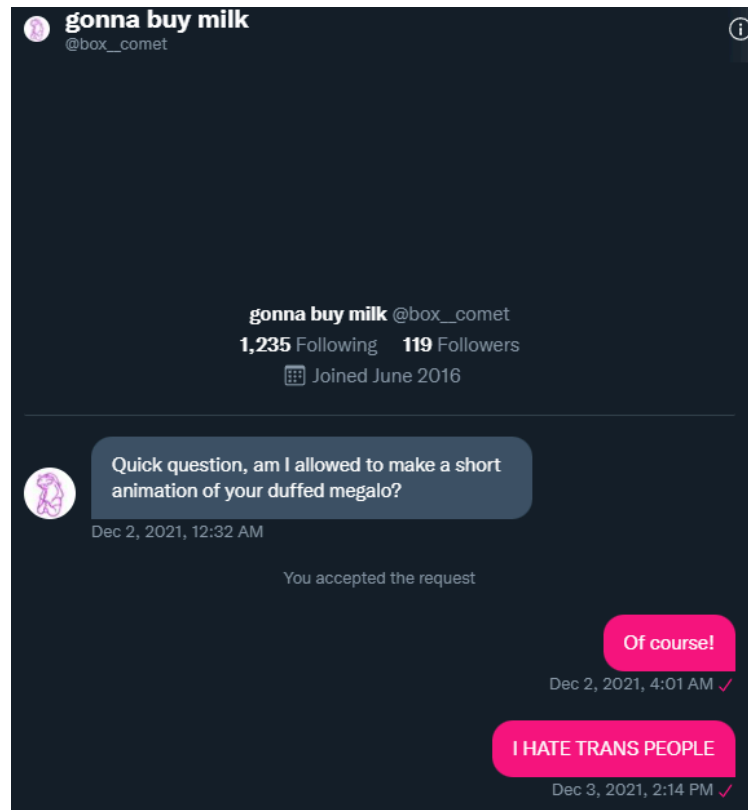 gonna buy milk
@box__comet
gonna buy milk @box__comet
1,235 Following 119 Followers
Joined June 2016
Quick question, am I allowed to make a short
animation of your duffed megalo?
Dec 2, 2021, 12:32 AM
You accepted the request
Of course!
Dec 2, 2021, 4:01 AM ✓
I HATE TRANS PEOPLE
Dec 3, 2021, 2:14 PM ✓